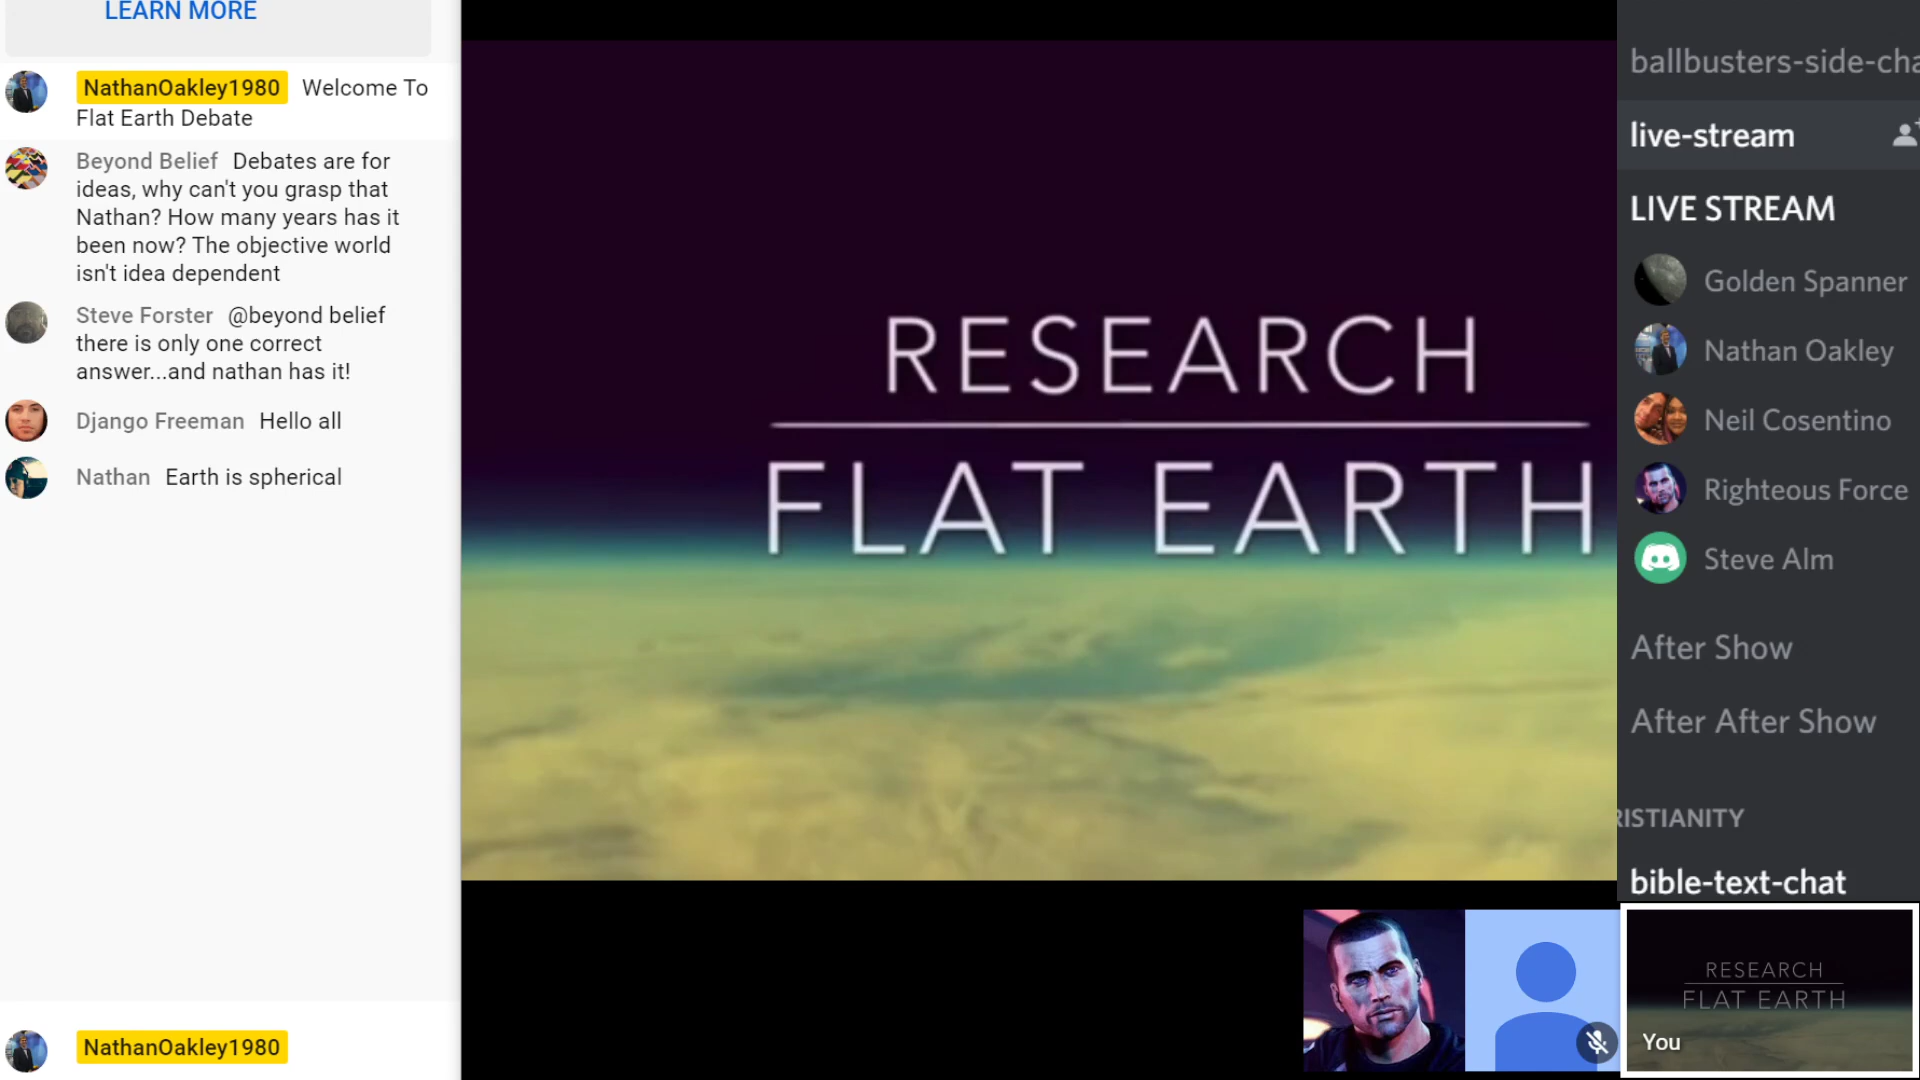 LEARN MORE
NathanOakley1980 Welcome To
Flat Earth Debate
Beyond Belief Debates are for
ideas, why can't you grasp that
Nathan? How many years has it
been now? The objective world
isn't idea dependent
Steve Forster @beyond belief
there is only one correct
answer...and nathan has it!
Django Freeman Hello all
Nathan Earth is spherical
NathanOakley1980
RESEARCH
FLAT EARTH
ballbusters-side-cha
live-stream
LIVE STREAM
Golden Spanner
Nathan Oakley
Neil Cosentino
Righteous Force
Steve Alm
After Show
After After Show
RISTIANITY
bible-text-chat
RESEARCH
FLAT EARTH
You